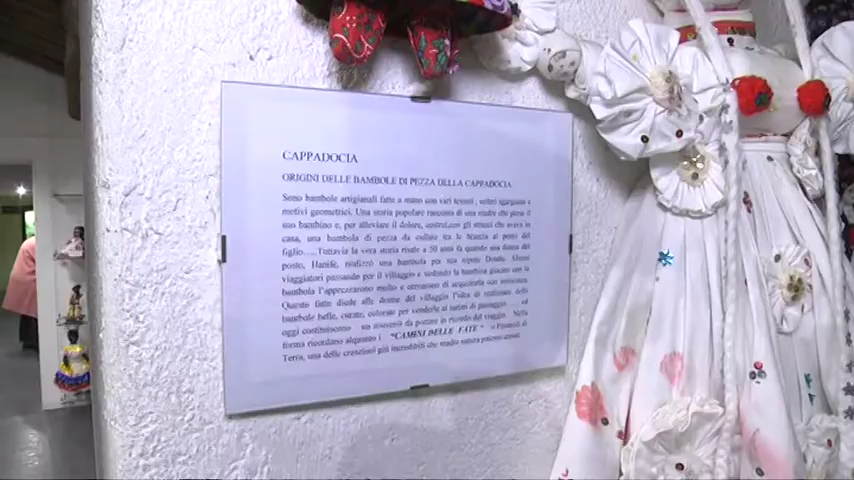 CAPPADOCIA
ORIGINI DELLE BAMBOLE DI PEZZA DELLA CAPPADOCIA
Sono bambole artigianali fatte a mano con vari tessuti, colori sgargianti e
motivi geometrici. Una storia popolare racconta di una madre che perse il
suo bambino e, per alleviare il dolore, costruì con gli stracci che aveva in
casa, una bambola di pezza da cullare tra le braccia al posto del
figlio.....Tuttavia la vera storia risale a 50 anni fa quando una donna del
posto, Hanife, realizzò una bambola per sua nipote Dondu. Alcuni
viaggiatori passando per il villaggio e vedendo la bambina giocare con la
bambola l'apprezzarono molto e cercarono di acquistarla con insistenza.
Questo fatto diede alle donne del villaggio l'idea di realizzare delle
bambole belle, curate, colorate per venderle ai turisti di passaggio..... ed
oggi costituiscono un souvenir da portare in ricordo del viaggio. Nella
forma ricordano alquanto i "CAMINI DELLE FATE" o Piramidi di
Terra, una delle creazioni più incredibili che madre natura potesse creare.